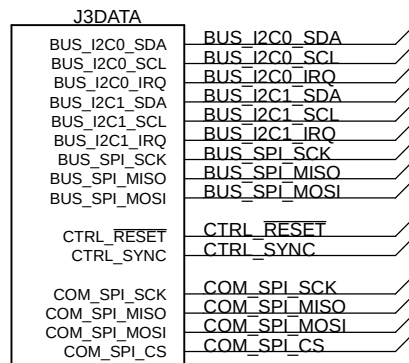 J3DATA
BUS_I2C0_SDA BUS_I2C0_SDA
BUS_I2C0_SCL BUS_I2C0_SCL
BUS_I2C0_IRQ BUS_I2C0_IRQ
BUS_I2C1_SDA BUS_I2C1_SDA
BUS_I2C1_SCL BUS_I2C1_SCL
BUS_I2C1_IRQ BUS_I2C1_IRQ
BUS_SPI_SCK BUS_SPI_SCK
BUS_SPI_MISO BUS_SPI_MISO
BUS_SPI_MOSI BUS_SPI_MOSI
CTRL_RESET CTRL_RESET
CTRL_SYNC CTRL_SYNC
COM_SPI_SCK COM_SPI_SCK
COM_SPI_MISO COM_SPI_MISO
COM_SPI_MOSI COM_SPI_MOSI
COM_SPI_CS COM_SPI_CS